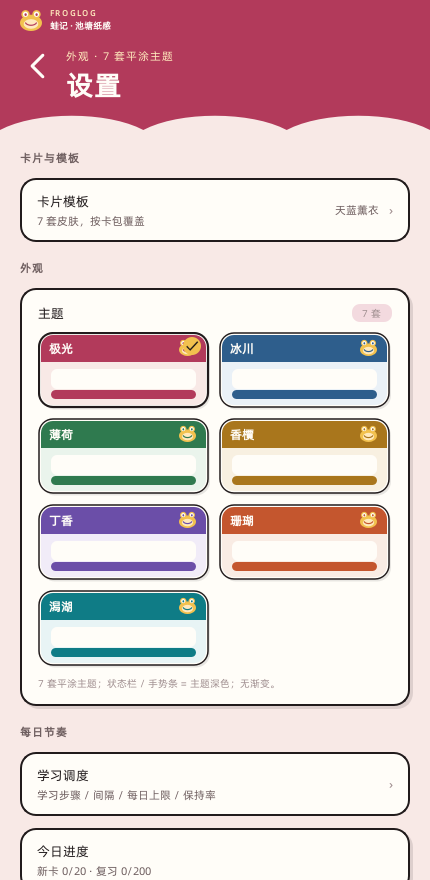 FROGLOG
蛙记 · 池塘纸感
外观 · 7 套平涂主题
设置
卡片与模板
卡片模板
7 套皮肤，按卡包覆盖
天蓝薰衣 ›
外观
主题
7 套
极光
冰川
薄荷
香檟
丁香
珊瑚
潟湖
7 套平涂主题；状态栏 / 手势条 = 主题深色；无渐变。
每日节奏
学习调度
学习步骤 / 间隔 / 每日上限 / 保持率
›
今日进度
新卡 0/20 · 复习 0/200